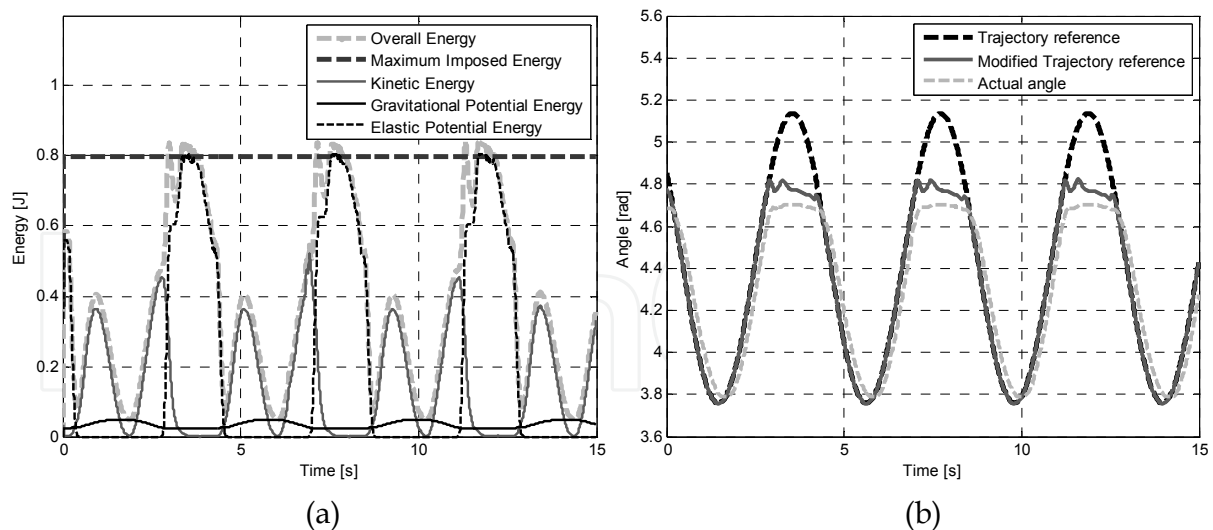 Overall Energy
Maximum Imposed Energy
Kinetic Energy
Gravitational Potential Energy
Elastic Potential Energy
1
0.8
0.6
0.4
0.2
0
0
5
10
15
Energy [J]
Time [s]
(a)
Trajectory reference
Modified Trajectory reference
Actual angle
5.6
5.4
5.2
5
4.8
4.6
4.4
4.2
4
3.8
3.6
0
5
10
15
Angle [rad]
Time [s]
(b)